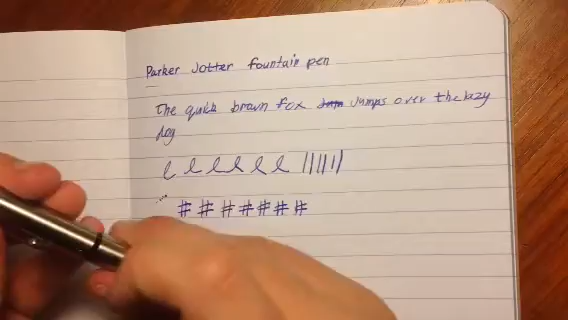 Parker Jotter fountain pen
The quick brown fox jumps over the lazy
dog
l l l l l l ||||||
# # # # # # #